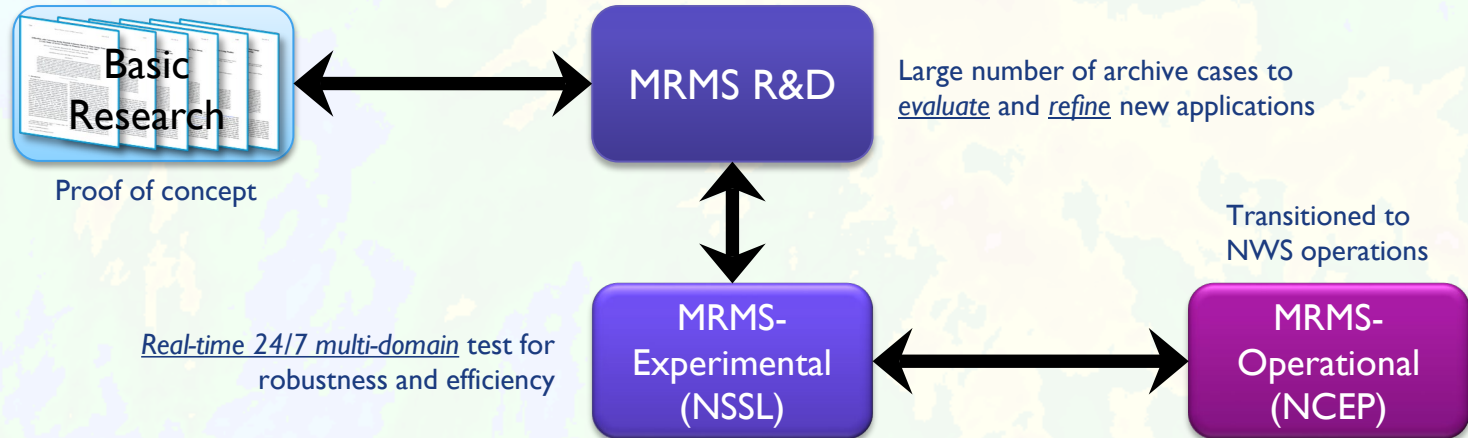 Basic
Research
Proof of concept
MRMS R&D
Large number of archive cases to
evaluate and refine new applications
Transitioned to
NWS operations
Real-time 24/7 multi-domain test for
robustness and efficiency
MRMS-
Experimental
(NSSL)
MRMS-
Operational
(NCEP)